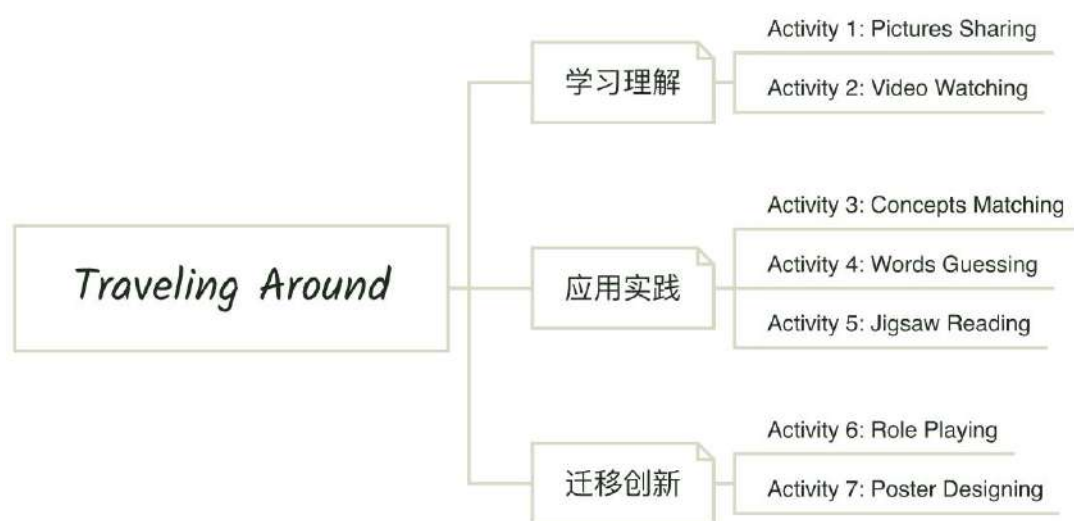 Traveling Around
学习理解
Activity 1: Pictures Sharing
Activity 2: Video Watching
应用实践
Activity 3: Concepts Matching
Activity 4: Words Guessing
Activity 5: Jigsaw Reading
迁移创新
Activity 6: Role Playing
Activity 7: Poster Designing